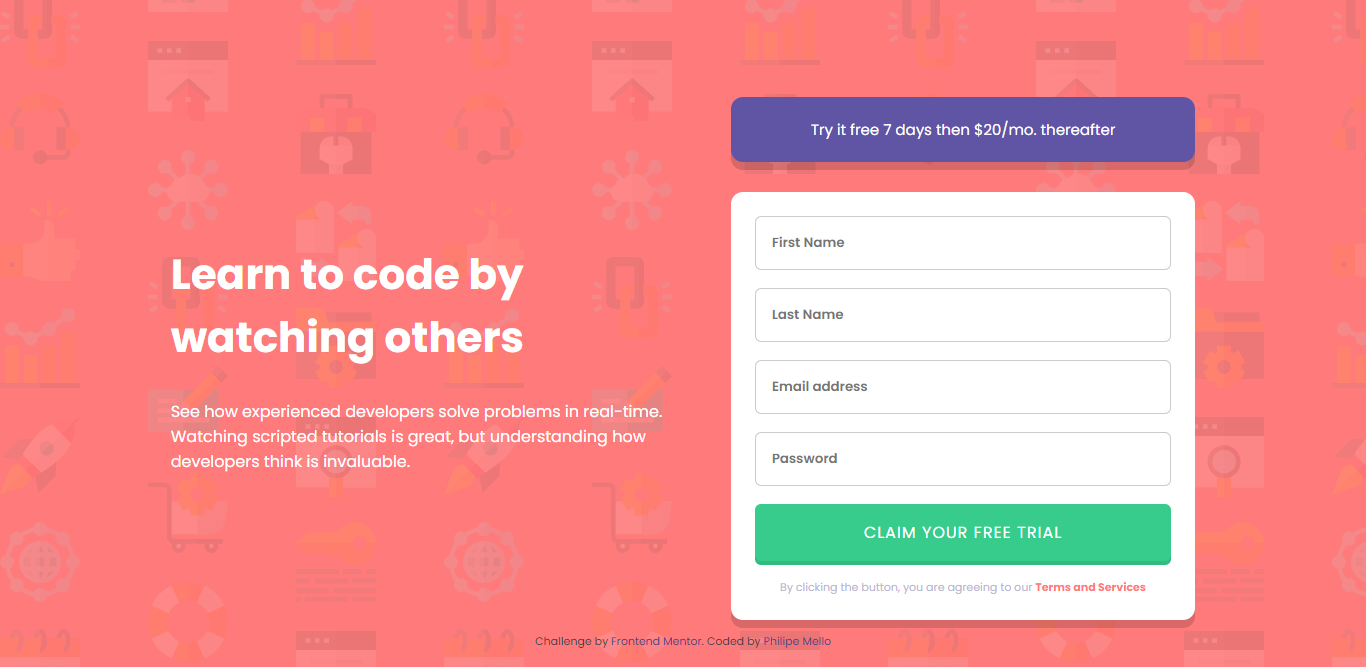 Learn to code by
watching others
See how experienced developers solve problems in real-time.
Watching scripted tutorials is great, but understanding how
developers think is invaluable.
Try it free 7 days then $20/mo. thereafter
First Name
Last Name
Email address
Password
CLAIM YOUR FREE TRIAL
By clicking the button, you are agreeing to our Terms and Services
Challenge by Frontend Mentor. Coded by Philipe Mello